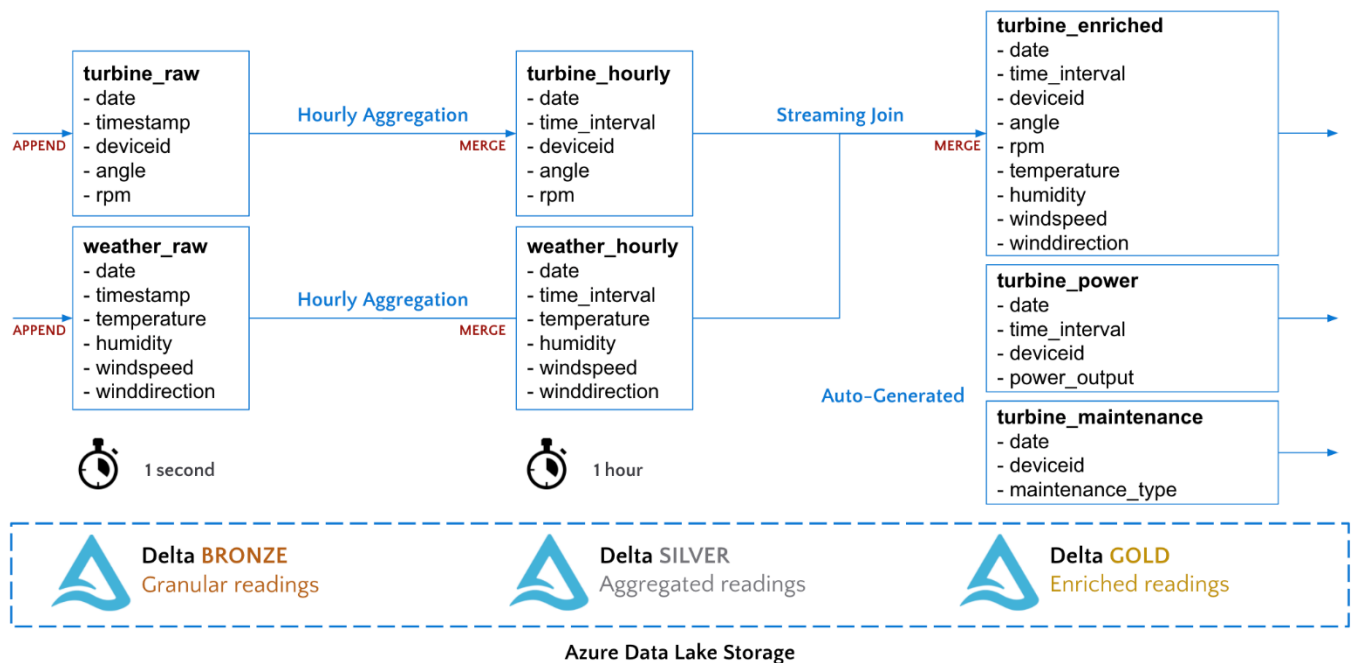 turbine_raw
- date
- timestamp
- deviceid
- angle
- rpm
APPEND
Hourly Aggregation
MERGE
turbine_hourly
- date
- time_interval
- deviceid
- angle
- rpm
Streaming Join
MERGE
turbine_enriched
- date
- time_interval
- deviceid
- angle
- rpm
- temperature
- humidity
- windspeed
- winddirection
weather_raw
- date
- timestamp
- temperature
- humidity
- windspeed
- winddirection
APPEND
Hourly Aggregation
MERGE
weather_hourly
- date
- time_interval
- temperature
- humidity
- windspeed
- winddirection
turbine_power
- date
- time_interval
- deviceid
- power_output
Auto-Generated
turbine_maintenance
- date
- deviceid
- maintenance_type
1 second
1 hour
Delta BRONZE
Granular readings
Delta SILVER
Aggregated readings
Delta GOLD
Enriched readings
Azure Data Lake Storage